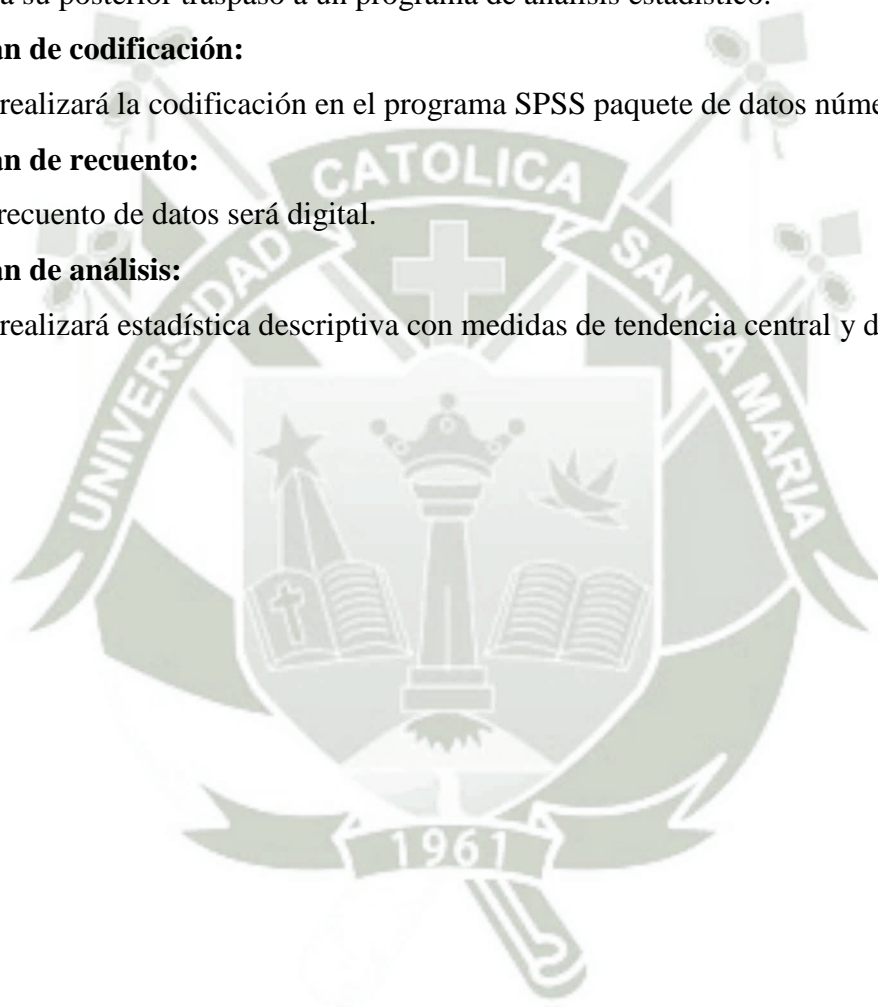 a su posterior traspaso a un programa de análisis estadístico.
an de codificación:
realizará la codificación en el programa SPSS paquete de datos núme
an de recuento:
recuento de datos será digital.
an de análisis:
realizará estadística descriptiva con medidas de tendencia central y d
UNIVERSIDAD CATOLICA SANTA MARIA
1961